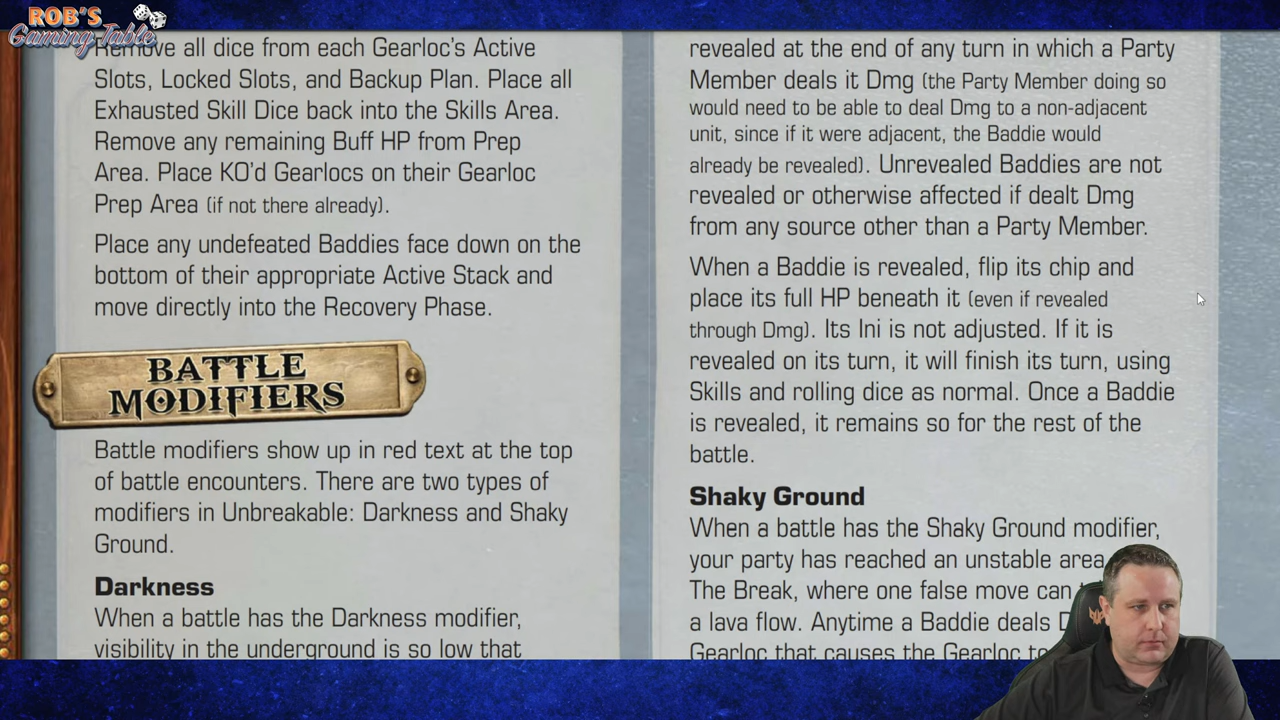 ROB'S
Gaming Table
Remove all dice from each Gearloc's Active
Slots, Locked Slots, and Backup Plan. Place all
Exhausted Skill Dice back into the Skills Area.
Remove any remaining Buff HP from Prep
Area. Place KO'd Gearlocs on their Gearloc
Prep Area (if not there already).
Place any undefeated Baddies face down on the
bottom of their appropriate Active Stack and
move directly into the Recovery Phase.
BATTLE
MODIFIERS
Battle modifiers show up in red text at the top
of battle encounters. There are two types of
modifiers in Unbreakable: Darkness and Shaky
Ground.
Darkness
When a battle has the Darkness modifier,
visibility in the underground is so low that
revealed at the end of any turn in which a Party
Member deals it Dmg (the Party Member doing so
would need to be able to deal Dmg to a non-adjacent
unit, since if it were adjacent, the Baddie would
already be revealed). Unrevealed Baddies are not
revealed or otherwise affected if dealt Dmg
from any source other than a Party Member.
When a Baddie is revealed, flip its chip and
place its full HP beneath it (even if revealed
through Dmg). Its Ini is not adjusted. If it is
revealed on its turn, it will finish its turn, using
Skills and rolling dice as normal. Once a Baddie
is revealed, it remains so for the rest of the
battle.
Shaky Ground
When a battle has the Shaky Ground modifier,
your party has reached an unstable area
The Break, where one false move can
a lava flow. Anytime a Baddie deals
Gearloc that causes the Gearloc to